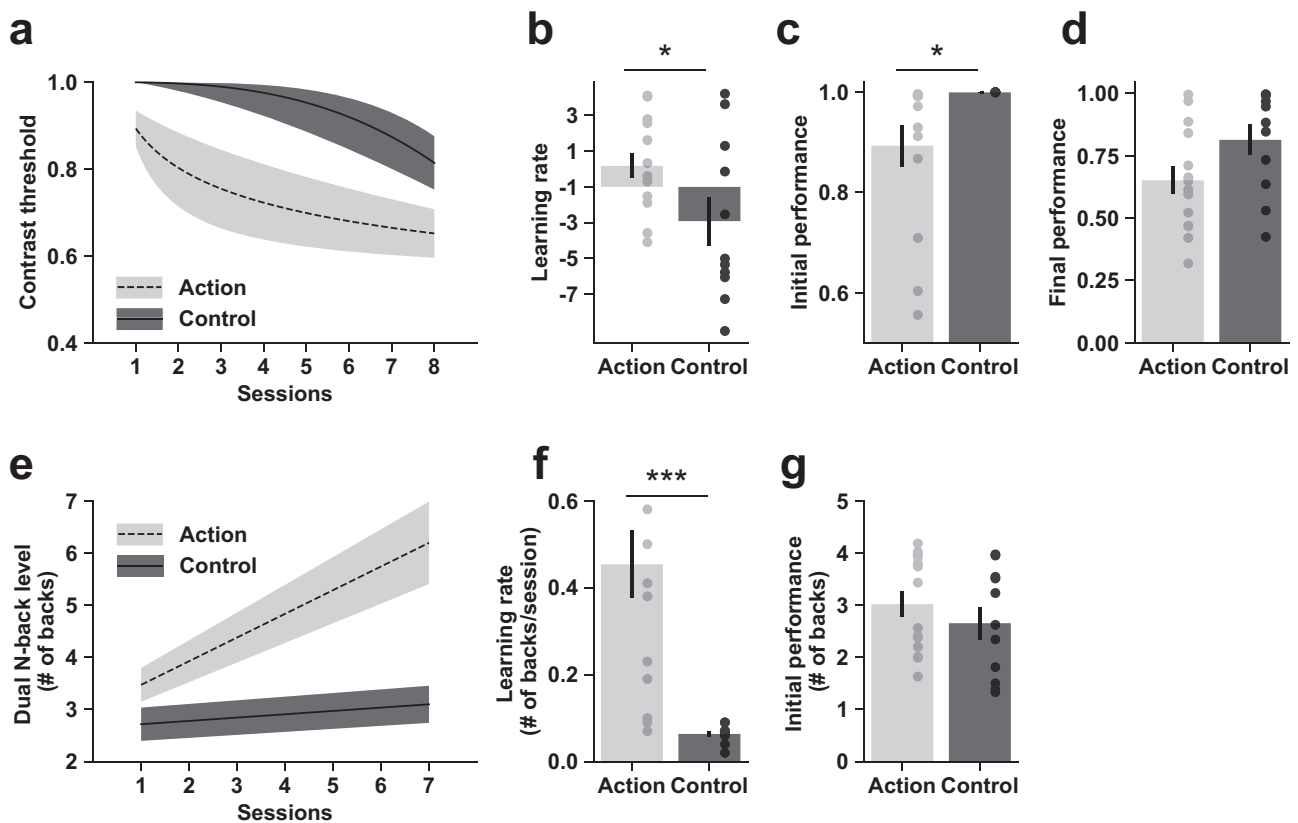 a
1.0
0.8
0.6
0.4
Contrast threshold
Action
Control
1 2 3 4 5 6 7 8
Sessions
b
*
3
1
-1
-3
-5
-7
Learning rate
Action Control
c
*
1.0
0.8
0.6
Initial performance
Action Control
d
1.00
0.75
0.50
0.25
0.00
Final performance
Action Control
e
7
6
5
4
3
2
Dual N-back level
(# of backs)
Action
Control
1 2 3 4 5 6 7
Sessions
f
***
0.6
0.4
0.2
0.0
Learning rate
(# of backs/session)
Action Control
g
5
4
3
2
1
0
Initial performance
(# of backs)
Action Control